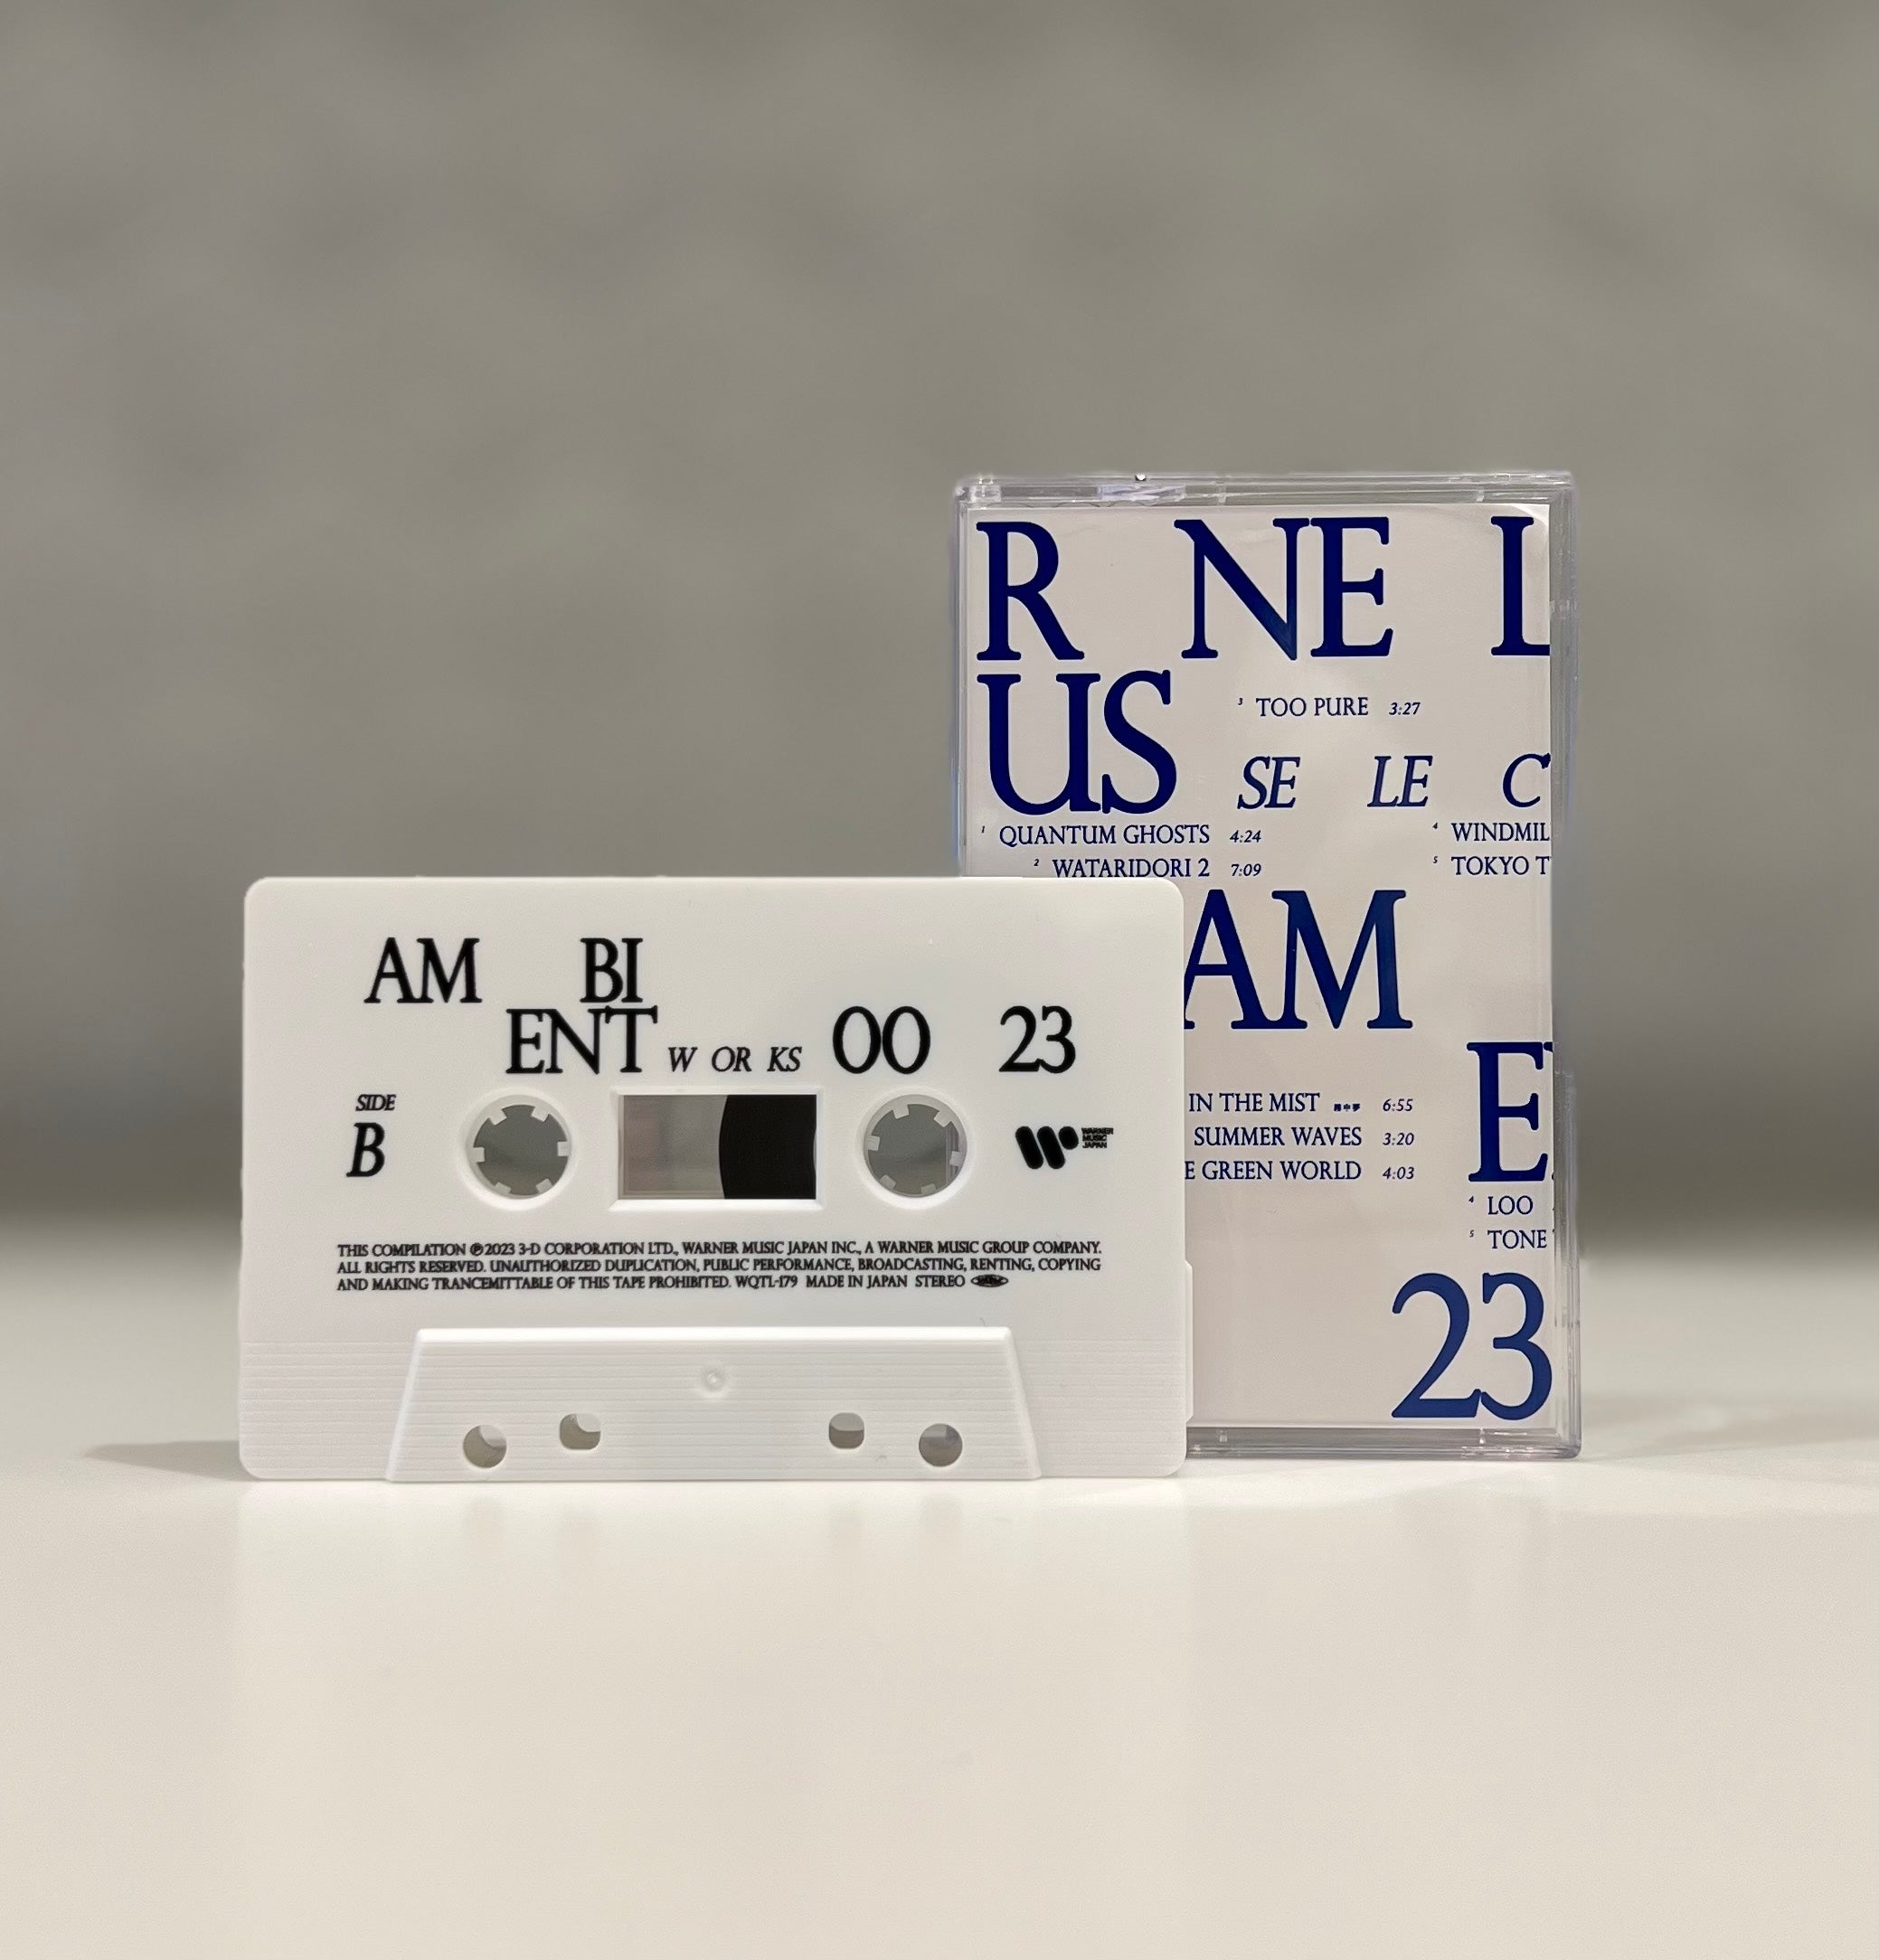 AM BI
ENT W OR KS 00 23
SIDE
B
WARNER
MUSIC
JAPAN
THIS COMPILATION ℗ 2023 3-D CORPORATION LTD., WARNER MUSIC JAPAN INC., A WARNER MUSIC GROUP COMPANY.
ALL RIGHTS RESERVED. UNAUTHORIZED DUPLICATION, PUBLIC PERFORMANCE, BROADCASTING, RENTING, COPYING
AND MAKING TRANCEMITTABLE OF THIS TAPE PROHIBITED. WQTL-179 MADE IN JAPAN STEREO
R NE L
US
3 TOO PURE 3:27
SE LE C
1 QUANTUM GHOSTS 4:24
4 WINDMIL
2 WATARIDORI 2 7:09
5 TOKYO T
AM
E
IN THE MIST 霧中夢 6:55
SUMMER WAVES 3:20
E GREEN WORLD 4:03
4 LOO
5 TONE
23